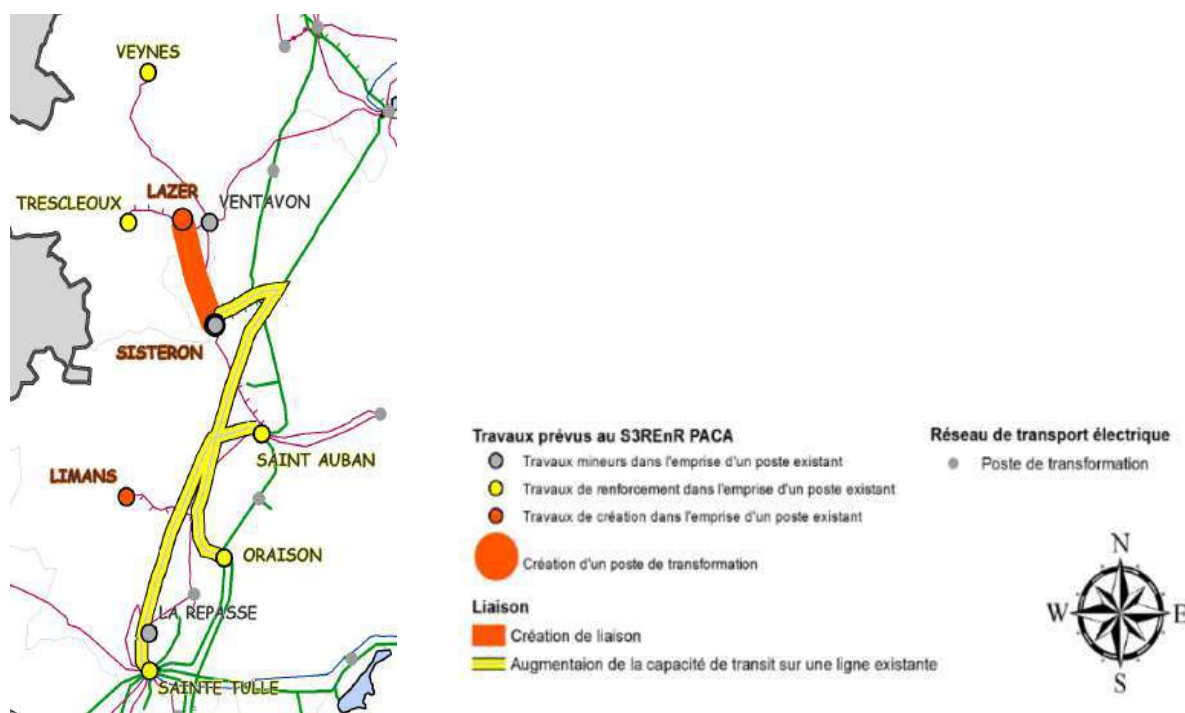 VEYNES
LAZER
TRESCLEOUX
VENTAVON
SISTERON
SAINT AUBAN
LIMANS
ORAISON
LA REPASSE
SAINTE TULLE
Travaux prévus au S3REnR PACA
Travaux mineurs dans l'emprise d'un poste existant
Travaux de renforcement dans l'emprise d'un poste existant
Travaux de création dans l'emprise d'un poste existant
Création d'un poste de transformation
Liaison
Création de liaison
Augmentaion de la capacité de transit sur une ligne existante
Réseau de transport électrique
Poste de transformation
N
W E
S